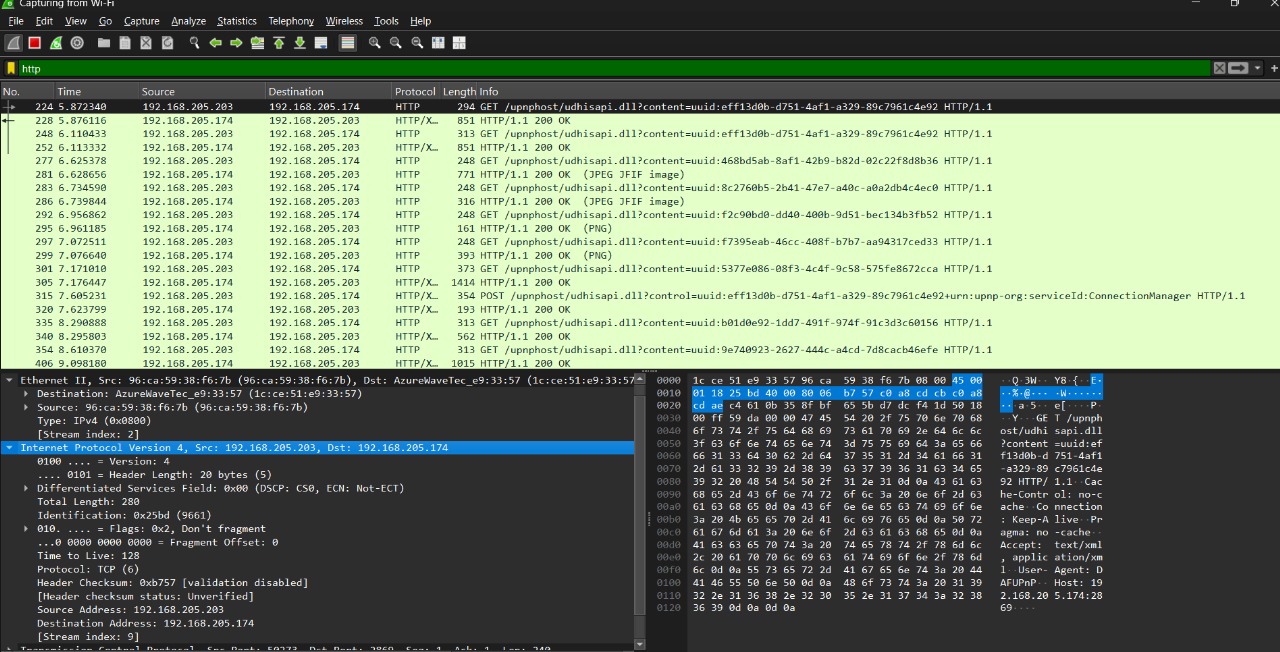 Capturing from Wi-Fi
File Edit View Go Capture Analyze Statistics Telephony Wireless Tools Help
http
No. Time Source Destination Protocol Length Info
224 5.872340 192.168.205.203 192.168.205.174 HTTP 294 GET /upnphost/udhisapi.dll?content=uuid:eff13d0b-d751-4af1-a329-89c7961c4e92 HTTP/1.1
228 5.876116 192.168.205.174 192.168.205.203 HTTP/X… 851 HTTP/1.1 200 OK
248 6.110433 192.168.205.203 192.168.205.174 HTTP 313 GET /upnphost/udhisapi.dll?content=uuid:eff13d0b-d751-4af1-a329-89c7961c4e92 HTTP/1.1
252 6.113332 192.168.205.174 192.168.205.203 HTTP/X… 851 HTTP/1.1 200 OK
277 6.625378 192.168.205.203 192.168.205.174 HTTP 248 GET /upnphost/udhisapi.dll?content=uuid:468bd5ab-8af1-42b9-b82d-02c22f8d8b36 HTTP/1.1
281 6.628656 192.168.205.174 192.168.205.203 HTTP 771 HTTP/1.1 200 OK (JPEG JFIF image)
283 6.734590 192.168.205.203 192.168.205.174 HTTP 248 GET /upnphost/udhisapi.dll?content=uuid:8c2760b5-2b41-47e7-a40c-a0a2db4c4ec0 HTTP/1.1
286 6.739844 192.168.205.174 192.168.205.203 HTTP 316 HTTP/1.1 200 OK (JPEG JFIF image)
292 6.956862 192.168.205.203 192.168.205.174 HTTP 248 GET /upnphost/udhisapi.dll?content=uuid:f2c90bd0-dd40-400b-9d51-bec134b3fb52 HTTP/1.1
295 6.961185 192.168.205.174 192.168.205.203 HTTP 161 HTTP/1.1 200 OK (PNG)
297 7.072511 192.168.205.203 192.168.205.174 HTTP 248 GET /upnphost/udhisapi.dll?content=uuid:f7395eab-46cc-408f-b7b7-aa94317ced33 HTTP/1.1
299 7.076640 192.168.205.174 192.168.205.203 HTTP 393 HTTP/1.1 200 OK (PNG)
301 7.171010 192.168.205.203 192.168.205.174 HTTP 373 GET /upnphost/udhisapi.dll?content=uuid:5377e086-08f3-4c4f-9c58-575fe8672cca HTTP/1.1
305 7.176447 192.168.205.174 192.168.205.203 HTTP/X… 1414 HTTP/1.1 200 OK
315 7.605231 192.168.205.203 192.168.205.174 HTTP/X… 354 POST /upnphost/udhisapi.dll?control=uuid:eff13d0b-d751-4af1-a329-89c7961c4e92+urn:upnp-org:serviceId:ConnectionManager HTTP/1.1
320 7.623799 192.168.205.174 192.168.205.203 HTTP/X… 193 HTTP/1.1 200 OK
335 8.290888 192.168.205.203 192.168.205.174 HTTP 313 GET /upnphost/udhisapi.dll?content=uuid:b01d0e92-1dd7-491f-974f-91c3d3c60156 HTTP/1.1
340 8.295803 192.168.205.174 192.168.205.203 HTTP/X… 562 HTTP/1.1 200 OK
354 8.610370 192.168.205.203 192.168.205.174 HTTP 313 GET /upnphost/udhisapi.dll?content=uuid:9e740923-2627-444c-a4cd-7d8cacb46efe HTTP/1.1
406 9.098180 192.168.205.174 192.168.205.203 HTTP/X… 1015 HTTP/1.1 200 OK
Ethernet II, Src: 96:ca:59:38:f6:7b (96:ca:59:38:f6:7b), Dst: AzureWaveTec_e9:33:57 (1c:ce:51:e9:33:57
Destination: AzureWaveTec_e9:33:57 (1c:ce:51:e9:33:57)
Source: 96:ca:59:38:f6:7b (96:ca:59:38:f6:7b)
Type: IPv4 (0x0800)
[Stream index: 2]
Internet Protocol Version 4, Src: 192.168.205.203, Dst: 192.168.205.174
0100 .... = Version: 4
.... 0101 = Header Length: 20 bytes (5)
Differentiated Services Field: 0x00 (DSCP: CS0, ECN: Not-ECT)
Total Length: 280
Identification: 0x25bd (9661)
010. .... = Flags: 0x2, Don't fragment
...0 0000 0000 0000 = Fragment Offset: 0
Time to Live: 128
Protocol: TCP (6)
Header Checksum: 0xb757 [validation disabled]
[Header checksum status: Unverified]
Source Address: 192.168.205.203
Destination Address: 192.168.205.174
[Stream index: 9]
0000 1c ce 51 e9 33 57 96 ca 59 38 f6 7b 08 00 45 00 ··Q·3W·· Y8·{··E·
0010 01 18 25 bd 40 00 80 06 b7 57 c0 a8 cd cb c0 a8 ··%·@··· ·W······
0020 cd ae c4 61 0b 35 8f bf 65 5b d7 dc f4 1d 50 18 ···a·5·· e[····P·
0030 00 ff 59 da 00 00 47 45 54 20 2f 75 70 6e 70 68 ··Y···GE T /upnph
0040 6f 73 74 2f 75 64 68 69 73 61 70 69 2e 64 6c 6c ost/udhi sapi.dll
0050 3f 63 6f 6e 74 65 6e 74 3d 75 75 69 64 3a 65 66 ?content =uuid:ef
0060 66 31 33 64 30 62 2d 64 37 35 31 2d 34 61 66 31 f13d0b-d 751-4af1
0070 2d 61 33 32 39 2d 38 39 63 37 39 36 31 63 34 65 -a329-89 c7961c4e
0080 39 32 20 48 54 54 50 2f 31 2e 31 0d 0a 43 61 63 92 HTTP/ 1.1··Cac
0090 68 65 2d 43 6f 6e 74 72 6f 6c 3a 20 6e 6f 2d 63 he-Contr ol: no-c
00a0 61 63 68 65 0d 0a 43 6f 6e 6e 65 63 74 69 6f 6e ache··Co nnection
00b0 3a 20 4b 65 65 70 2d 41 6c 69 76 65 0d 0a 50 72 : Keep-A live··Pr
00c0 61 67 6d 61 3a 20 6e 6f 2d 63 61 63 68 65 0d 0a agma: no -cache··
00d0 41 63 63 65 70 74 3a 20 74 65 78 74 2f 78 6d 6c Accept: text/xml
00e0 2c 20 61 70 70 6c 69 63 61 74 69 6f 6e 2f 78 6d , applic ation/xm
00f0 6c 0d 0a 55 73 65 72 2d 41 67 65 6e 74 3a 20 44 l··User- Agent: D
0100 41 46 55 50 6e 50 0d 0a 48 6f 73 74 3a 20 31 39 AFUPnP·· Host: 19
0110 32 2e 31 36 38 2e 32 30 35 2e 31 37 34 3a 32 38 2.168.20 5.174:28
0120 36 39 0d 0a 0d 0a 69····